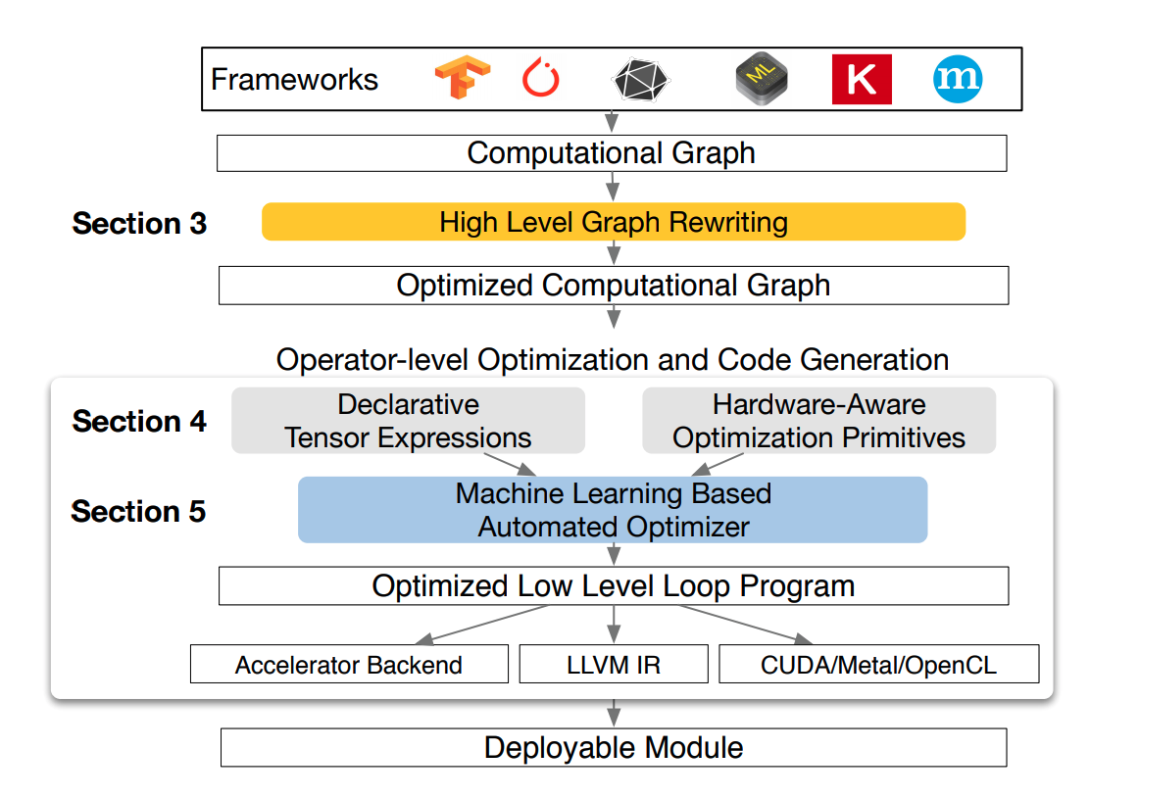 Frameworks
ML
K
m
Computational Graph
Section 3
High Level Graph Rewriting
Optimized Computational Graph
Operator-level Optimization and Code Generation
Section 4
Declarative
Tensor Expressions
Hardware-Aware
Optimization Primitives
Section 5
Machine Learning Based
Automated Optimizer
Optimized Low Level Loop Program
Accelerator Backend
LLVM IR
CUDA/Metal/OpenCL
Deployable Module